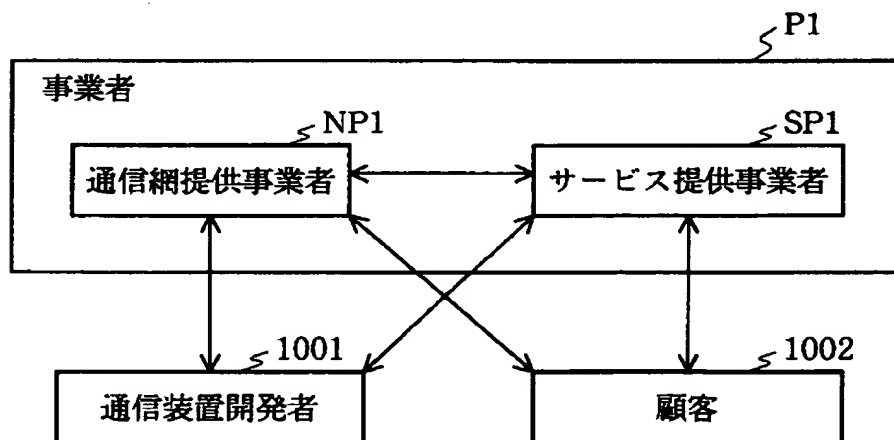 P1
事業者
NP1
SP1
通信網提供事業者
サービス提供事業者
1001
1002
通信装置開発者
顧客